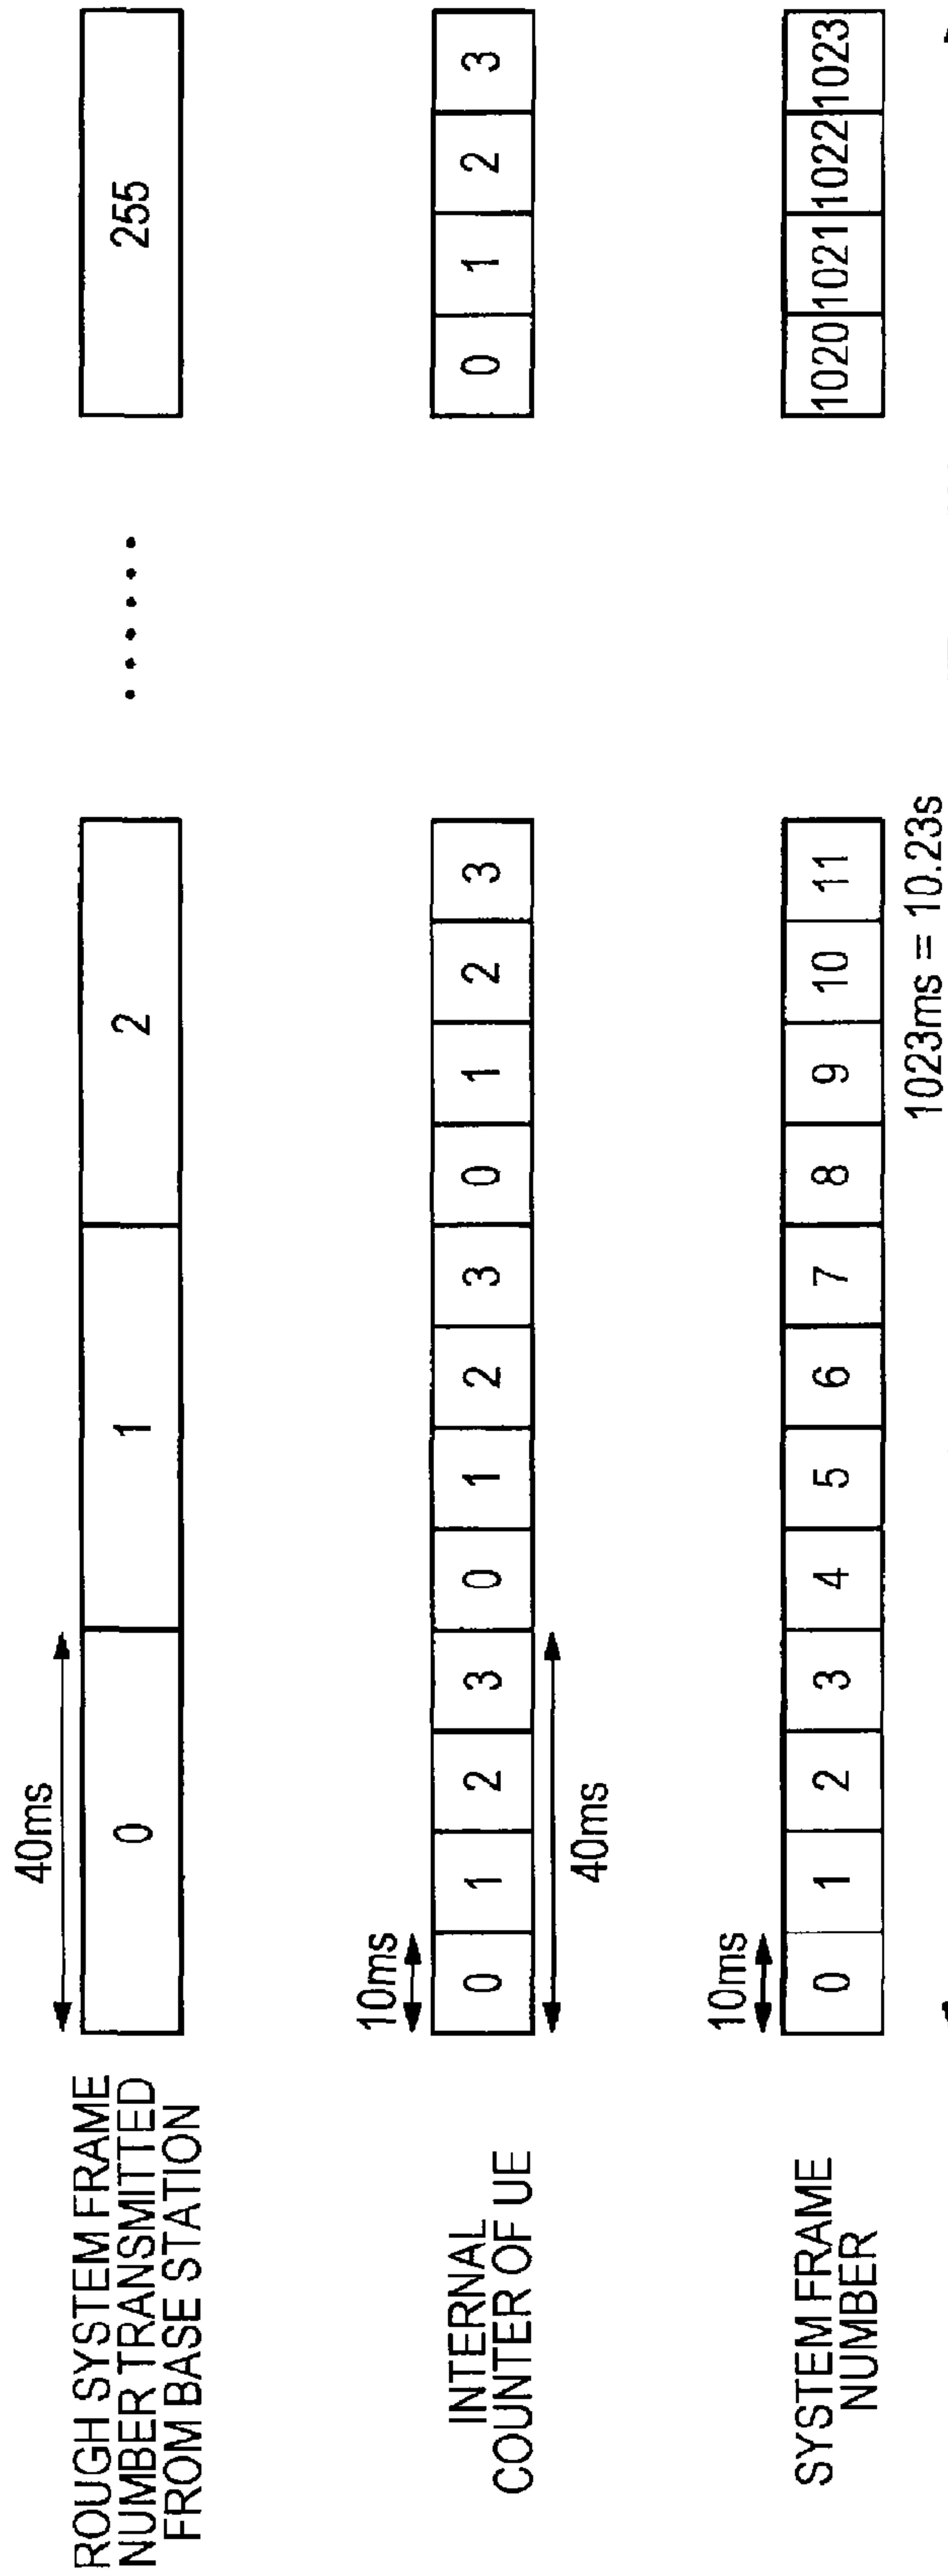 40ms
ROUGH SYSTEM FRAME
NUMBER TRANSMITTED
FROM BASE STATION
0 1 2 ...... 255
10ms
INTERNAL
COUNTER OF UE
0 1 2 3 0 1 2 3 0 1 2 3 0 1 2 3
40ms
10ms
SYSTEM FRAME
NUMBER
0 1 2 3 4 5 6 7 8 9 10 11 1020 1021 1022 1023
1023ms = 10.23s